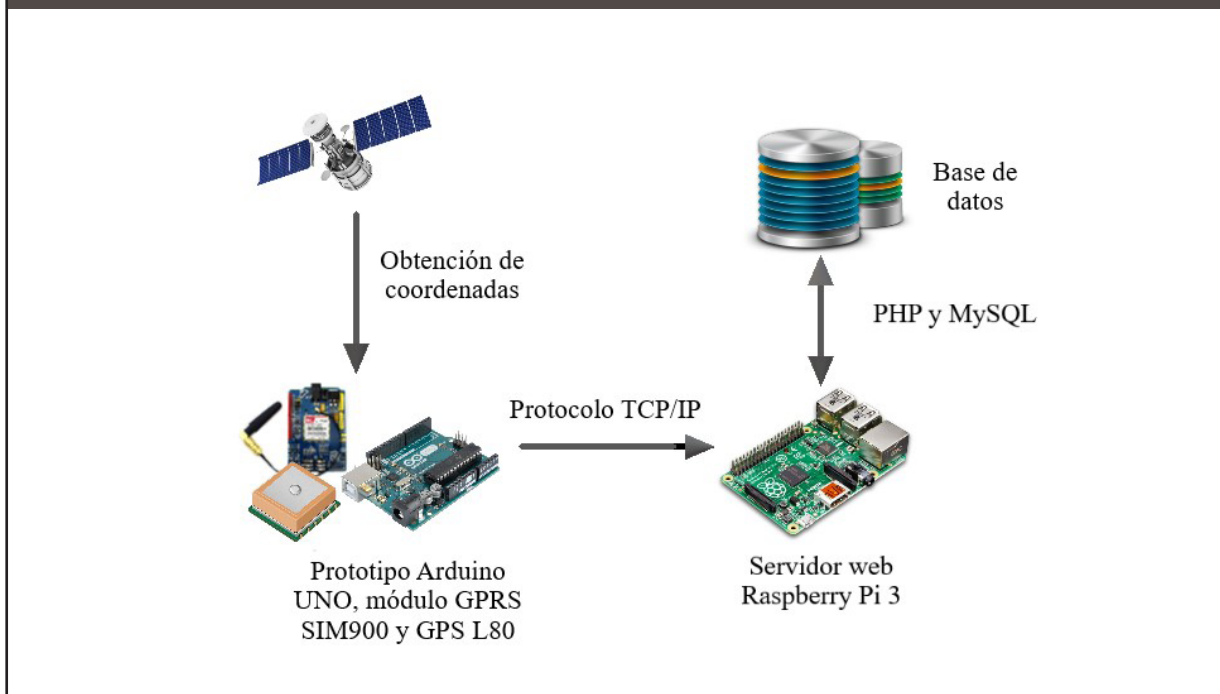 Obtención de
coordenadas
Base de
datos
PHP y MySQL
Protocolo TCP/IP
Prototipo Arduino
UNO, módulo GPRS
SIM900 y GPS L80
Servidor web
Raspberry Pi 3